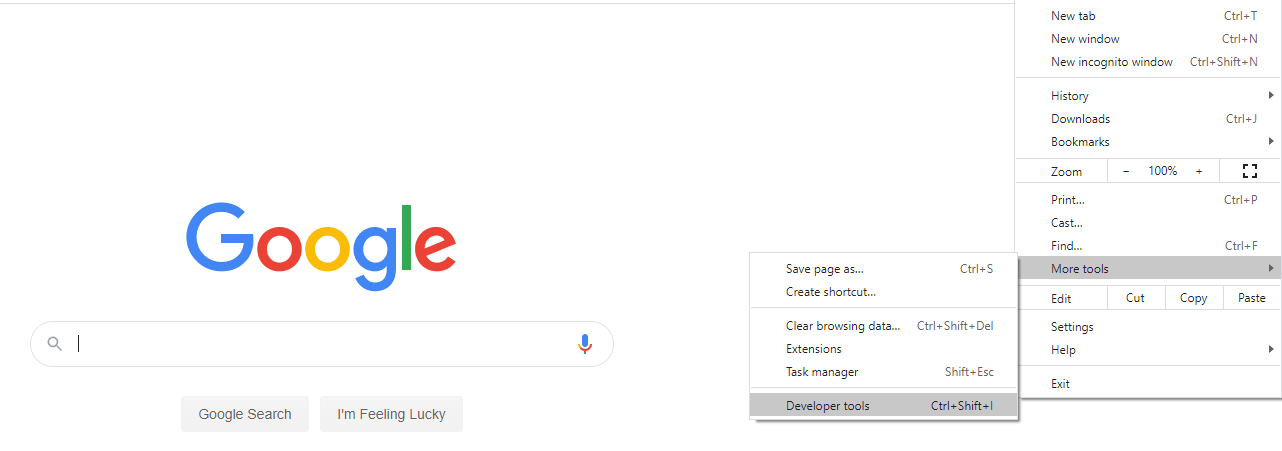 New tab Ctrl+T
New window Ctrl+N
New incognito window Ctrl+Shift+N
History
Downloads Ctrl+J
Bookmarks
Zoom − 100% +
Print... Ctrl+P
Cast...
Find... Ctrl+F
More tools
Edit Cut Copy Paste
Settings
Help
Exit
Save page as... Ctrl+S
Create shortcut...
Clear browsing data... Ctrl+Shift+Del
Extensions
Task manager Shift+Esc
Developer tools Ctrl+Shift+I
Google
Google Search I'm Feeling Lucky